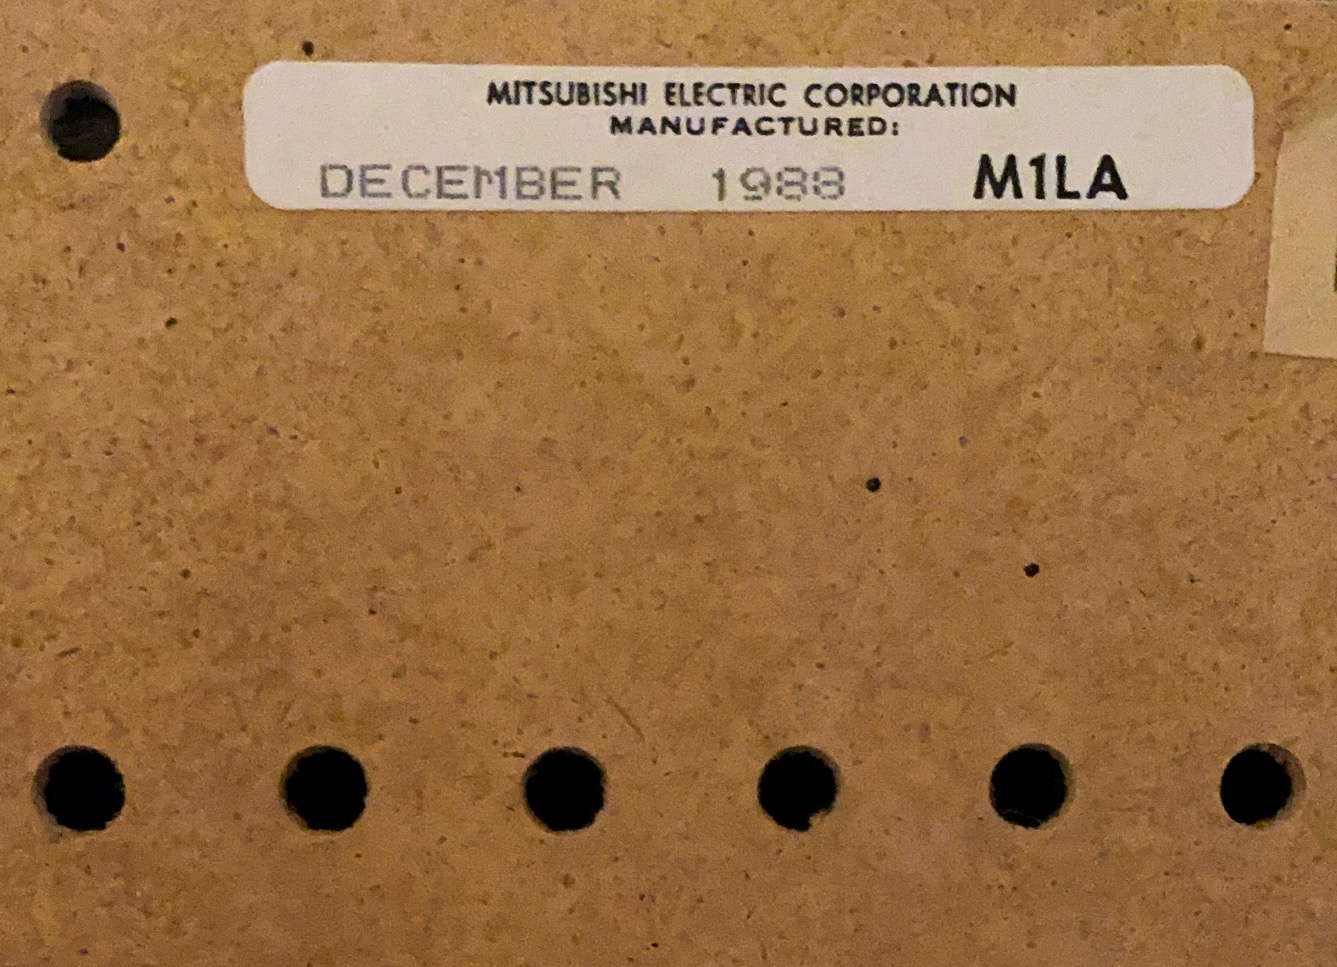 MITSUBISHI ELECTRIC CORPORATION
MANUFACTURED:
DECEMBER 1988 M1LA